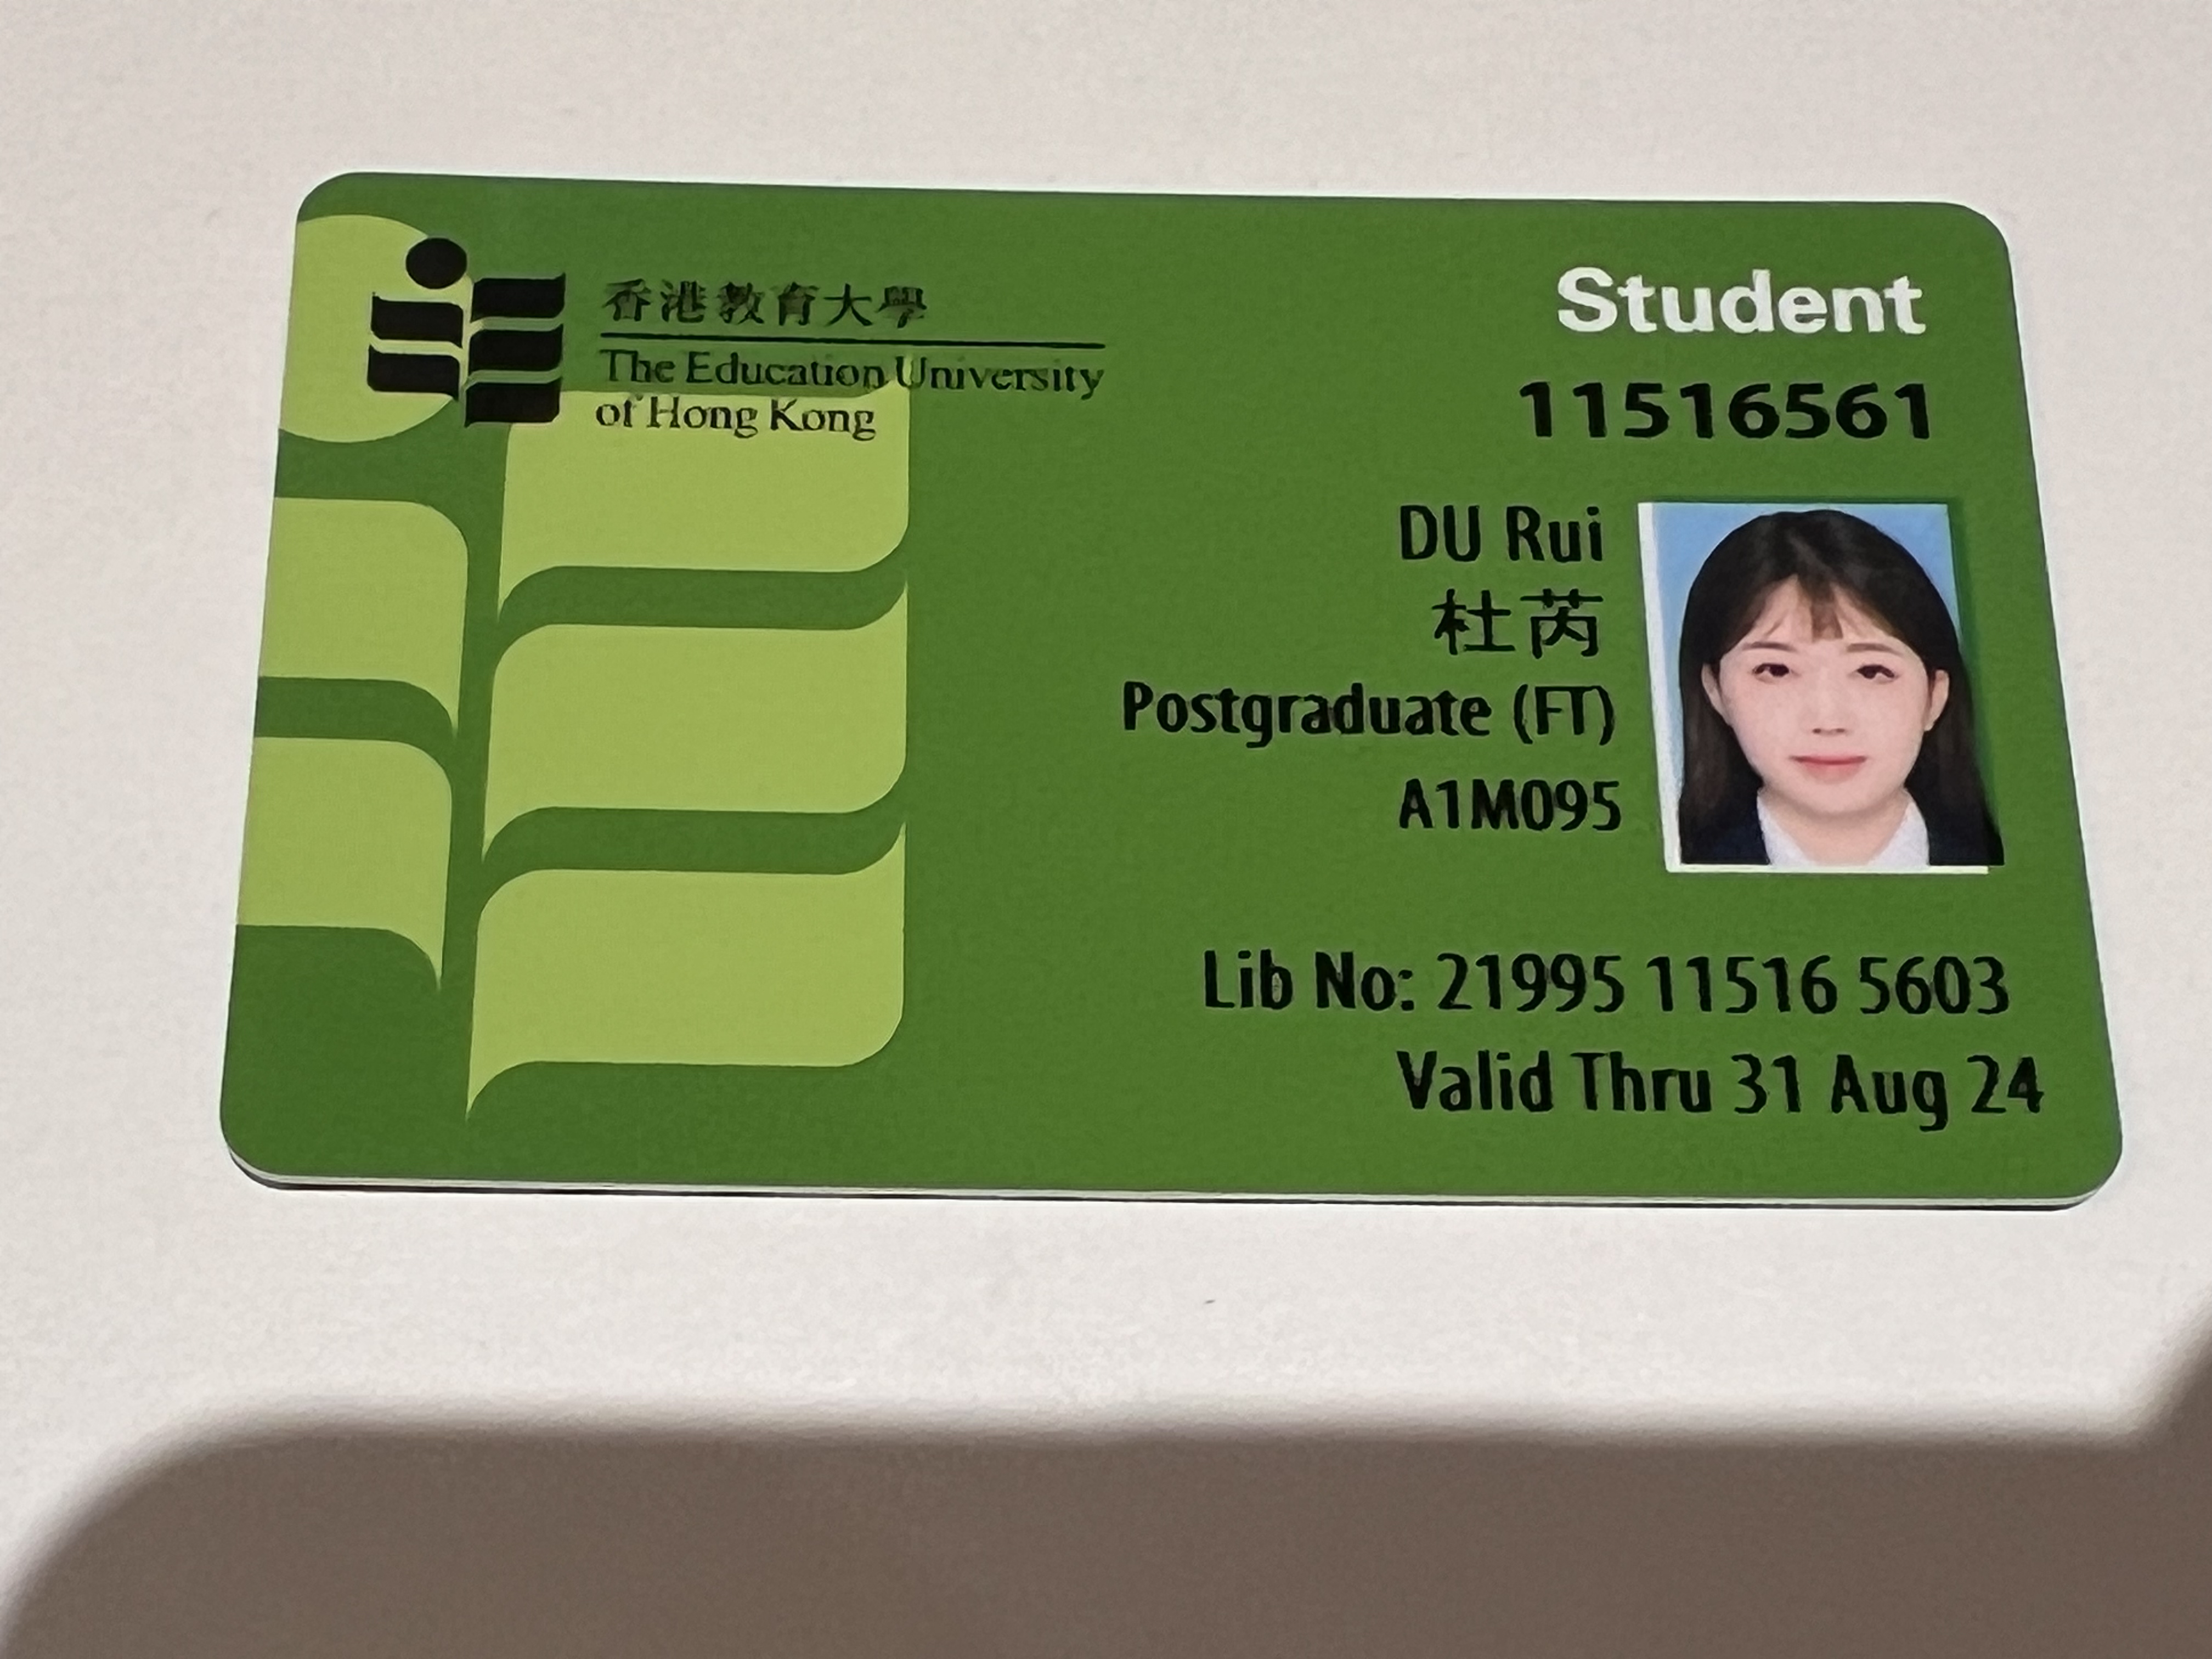 香港教育大學
The Education University
of Hong Kong
Student
11516561
DU Rui
杜芮
Postgraduate (FT)
A1M095
Lib No: 21995 11516 5603
Valid Thru 31 Aug 24